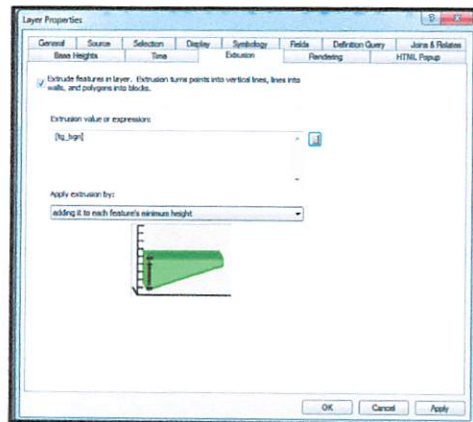 Layer Properties
General Source Selection Display Symbology Fields Definition Query Joins & Relates
Base Heights Time Extrusion Rendering HTML Popup
Extrude features in layer. Extrusion turns points into vertical lines, lines into
walls, and polygons into blocks.
Extrusion value or expression:
[tg_bgn]
Apply extrusion by:
adding it to each feature's minimum height
OK Cancel Apply